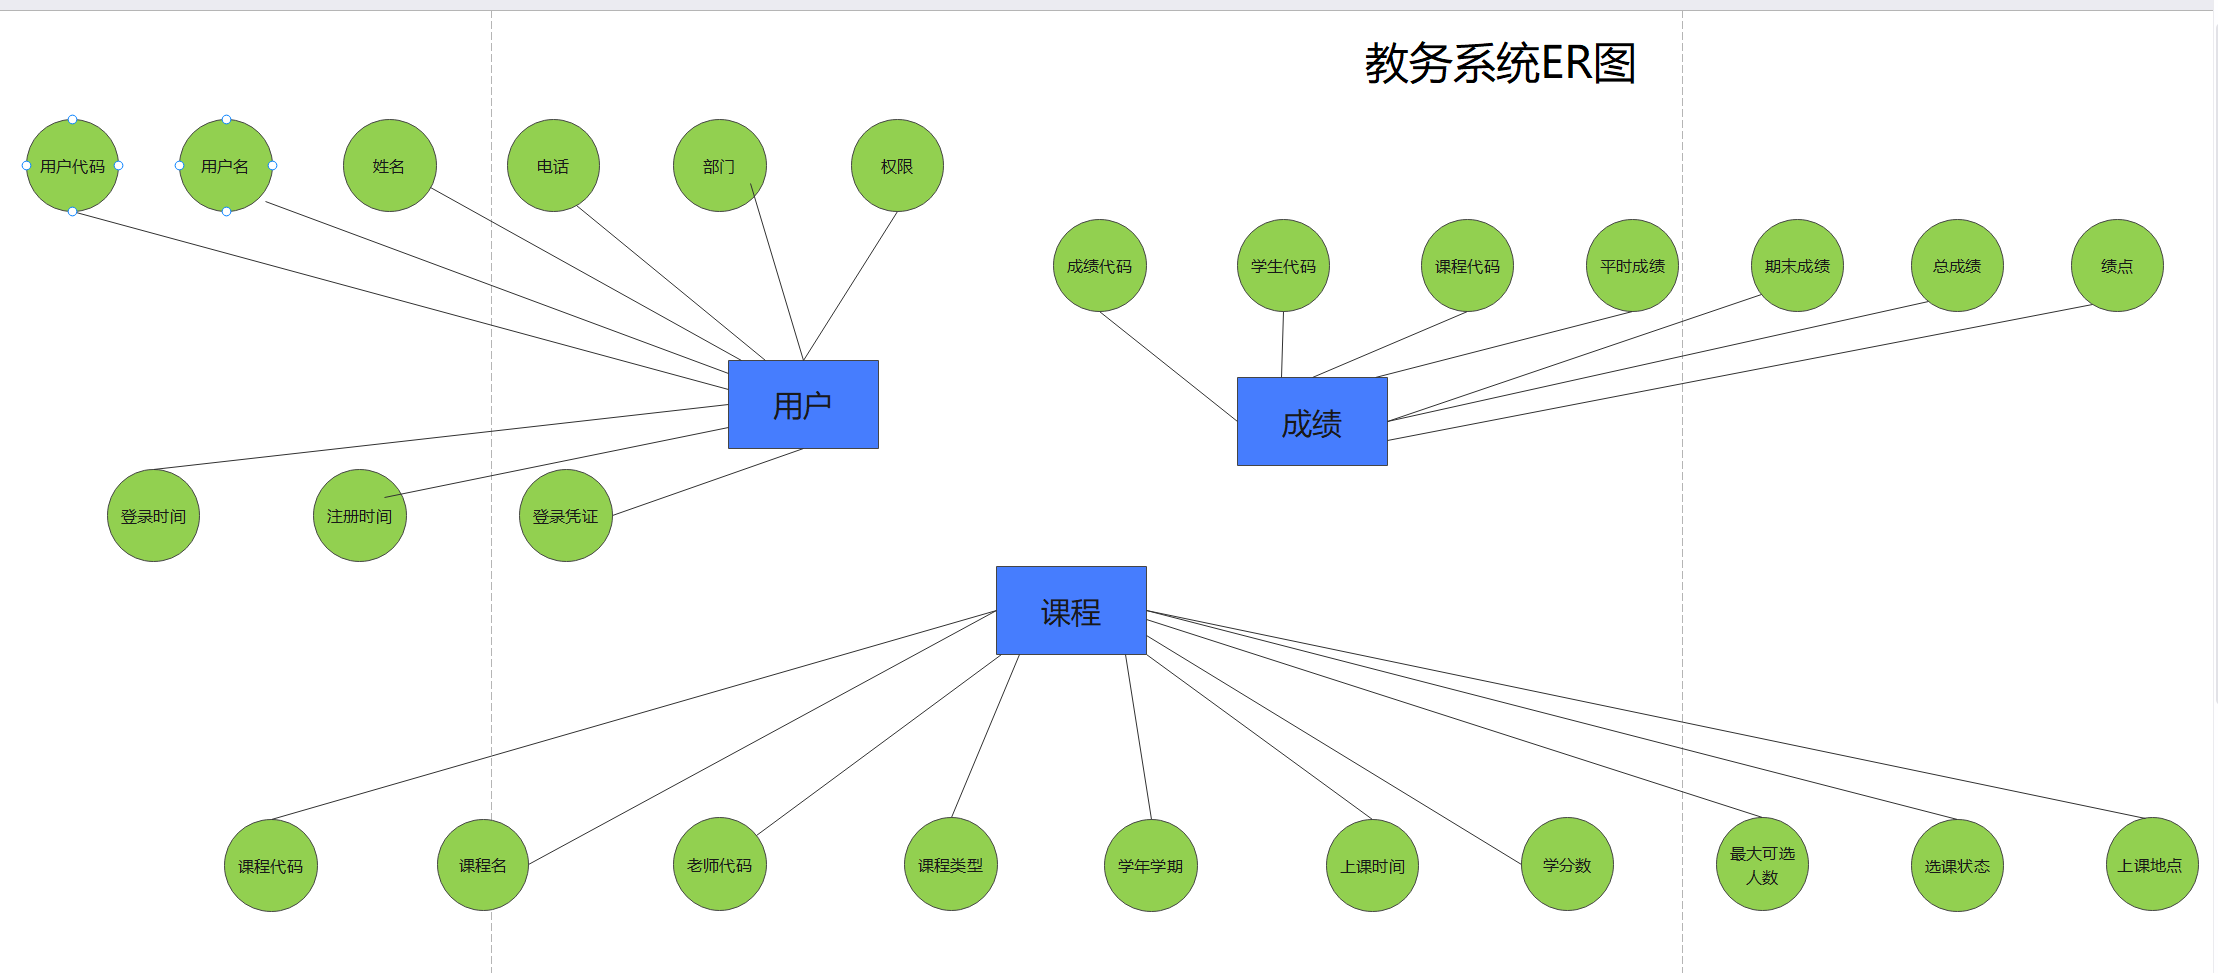 教务系统ER图
用户代码
用户名
姓名
电话
部门
权限
成绩代码
学生代码
课程代码
平时成绩
期末成绩
总成绩
绩点
用户
成绩
登录时间
注册时间
登录凭证
课程
课程代码
课程名
老师代码
课程类型
学年学期
上课时间
学分数
最大可选
人数
选课状态
上课地点